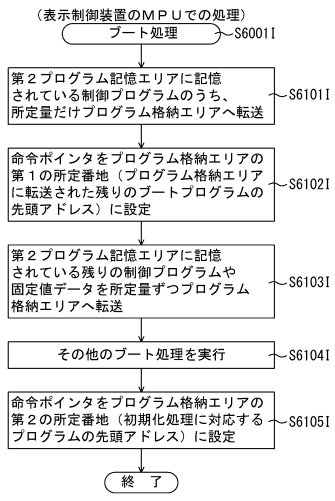 （表示制御装置のＭＰＵでの処理）
ブート処理
S6001I
第２プログラム記憶エリアに記憶
されている制御プログラムのうち、
所定量だけプログラム格納エリアへ転送
S6101I
命令ポインタをプログラム格納エリアの
第１の所定番地（プログラム格納エリア
に転送された残りのブートプログラムの
先頭アドレス）に設定
S6102I
第２プログラム記憶エリアに記憶
されている残りの制御プログラムや
固定値データを所定量ずつプログラム
格納エリアへ転送
S6103I
その他のブート処理を実行
S6104I
命令ポインタをプログラム格納エリアの
第２の所定番地（初期化処理に対応する
プログラムの先頭アドレス）に設定
S6105I
終　了